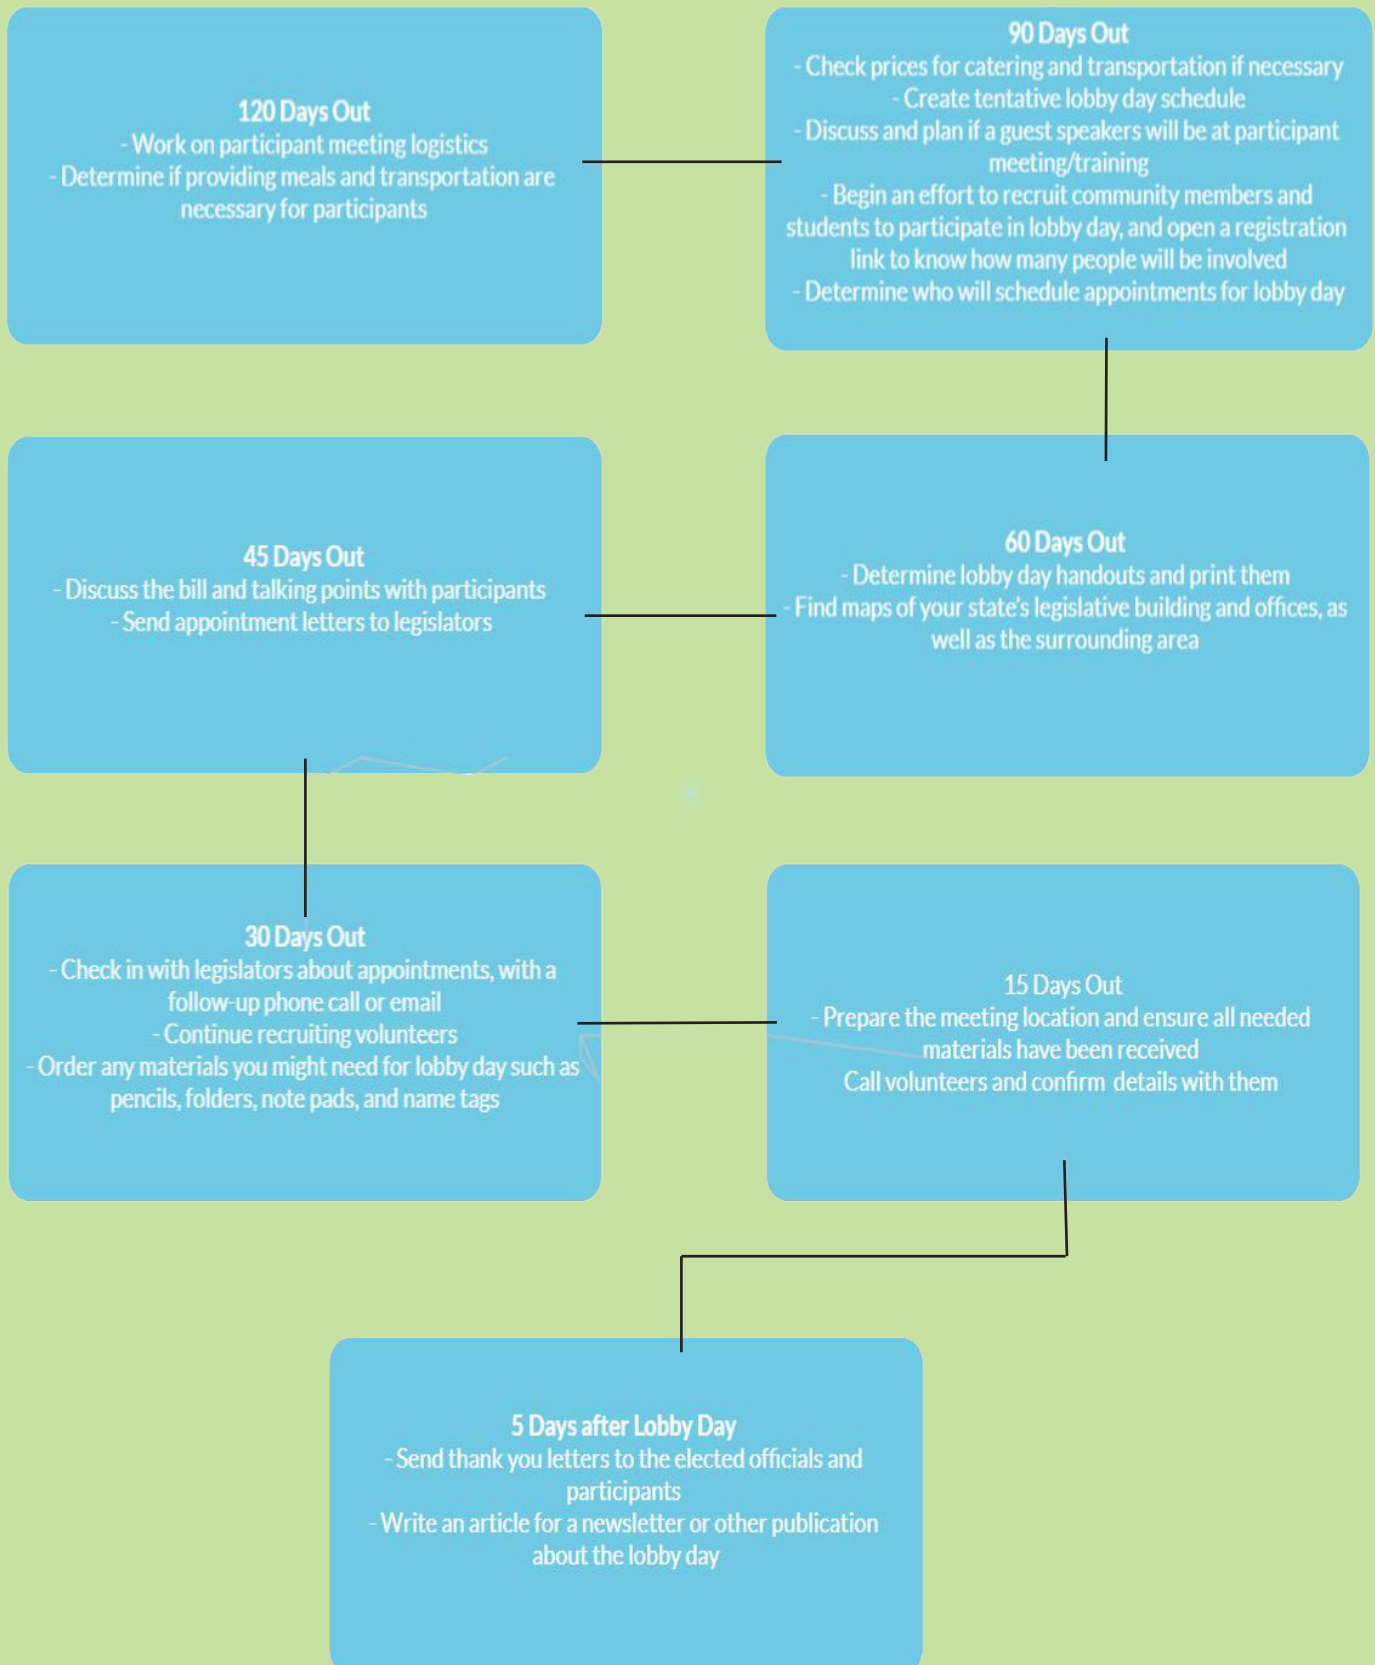 120 Days Out
- Work on participant meeting logistics
- Determine if providing meals and transportation are
necessary for participants
90 Days Out
- Check prices for catering and transportation if necessary
- Create tentative lobby day schedule
- Discuss and plan if a guest speakers will be at participant
meeting/training
- Begin an effort to recruit community members and
students to participate in lobby day, and open a registration
link to know how many people will be involved
- Determine who will schedule appointments for lobby day
60 Days Out
- Determine lobby day handouts and print them
- Find maps of your state's legislative building and offices, as
well as the surrounding area
45 Days Out
- Discuss the bill and talking points with participants
- Send appointment letters to legislators
30 Days Out
- Check in with legislators about appointments, with a
follow-up phone call or email
- Continue recruiting volunteers
- Order any materials you might need for lobby day such as
pencils, folders, note pads, and name tags
15 Days Out
- Prepare the meeting location and ensure all needed
materials have been received
Call volunteers and confirm details with them
5 Days after Lobby Day
- Send thank you letters to the elected officials and
participants
- Write an article for a newsletter or other publication
about the lobby day